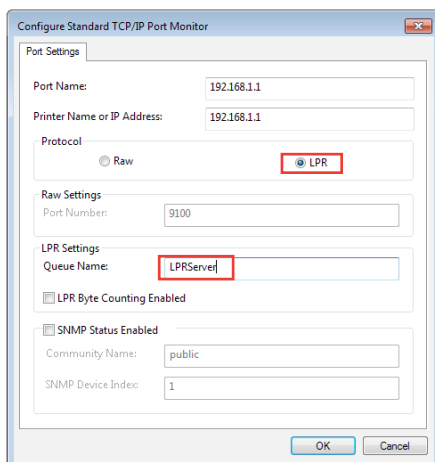 Configure Standard TCP/IP Port Monitor
Port Settings
Port Name: 192.168.1.1
Printer Name or IP Address: 192.168.1.1
Protocol
Raw LPR
Raw Settings
Port Number: 9100
LPR Settings
Queue Name: LPRServer
LPR Byte Counting Enabled
SNMP Status Enabled
Community Name: public
SNMP Device Index: 1
OK Cancel